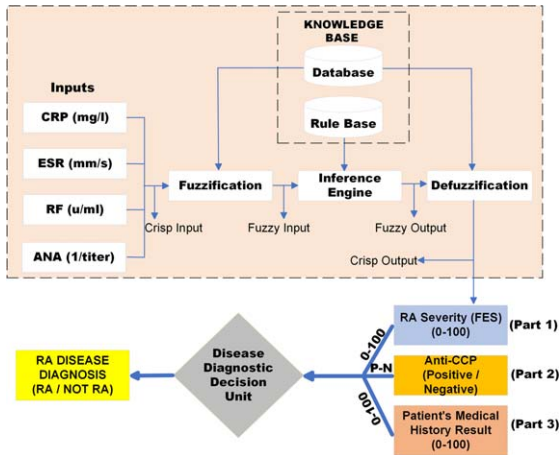 KNOWLEDGE
BASE
Database
Rule Base
Inputs
CRP (mg/l)
ESR (mm/s)
RF (u/ml)
ANA (1/titer)
Fuzzification
Inference
Engine
Defuzzification
Crisp Input
Fuzzy Input
Fuzzy Output
Crisp Output
RA Severity (FES)
(0-100)
(Part 1)
0-100
Anti-CCP
(Positive /
Negative)
(Part 2)
P-N
Patient's Medical
History Result
(0-100)
(Part 3)
0-100
Disease
Diagnostic
Decision
Unit
RA DISEASE
DIAGNOSIS
(RA / NOT RA)